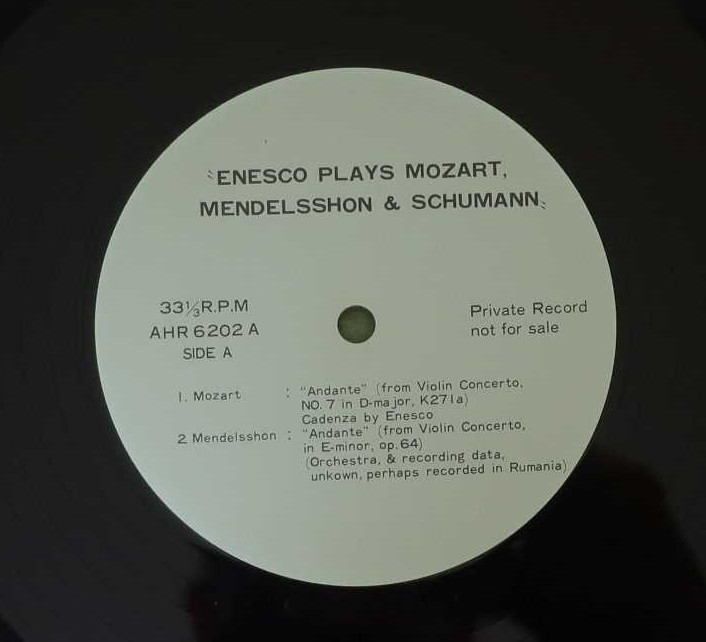 〝ENESCO PLAYS MOZART,
MENDELSSHON & SCHUMANN〟
33⅓R.P.M
AHR 6202 A
SIDE A
Private Record
not for sale
1. Mozart : "Andante" (from Violin Concerto,
NO. 7 in D-major, K271a)
Cadenza by Enesco
2 Mendelsshon : "Andante" (from Violin Concerto,
in E-minor, op. 64)
(Orchestra, & recording data,
unkown, perhaps recorded in Rumania)